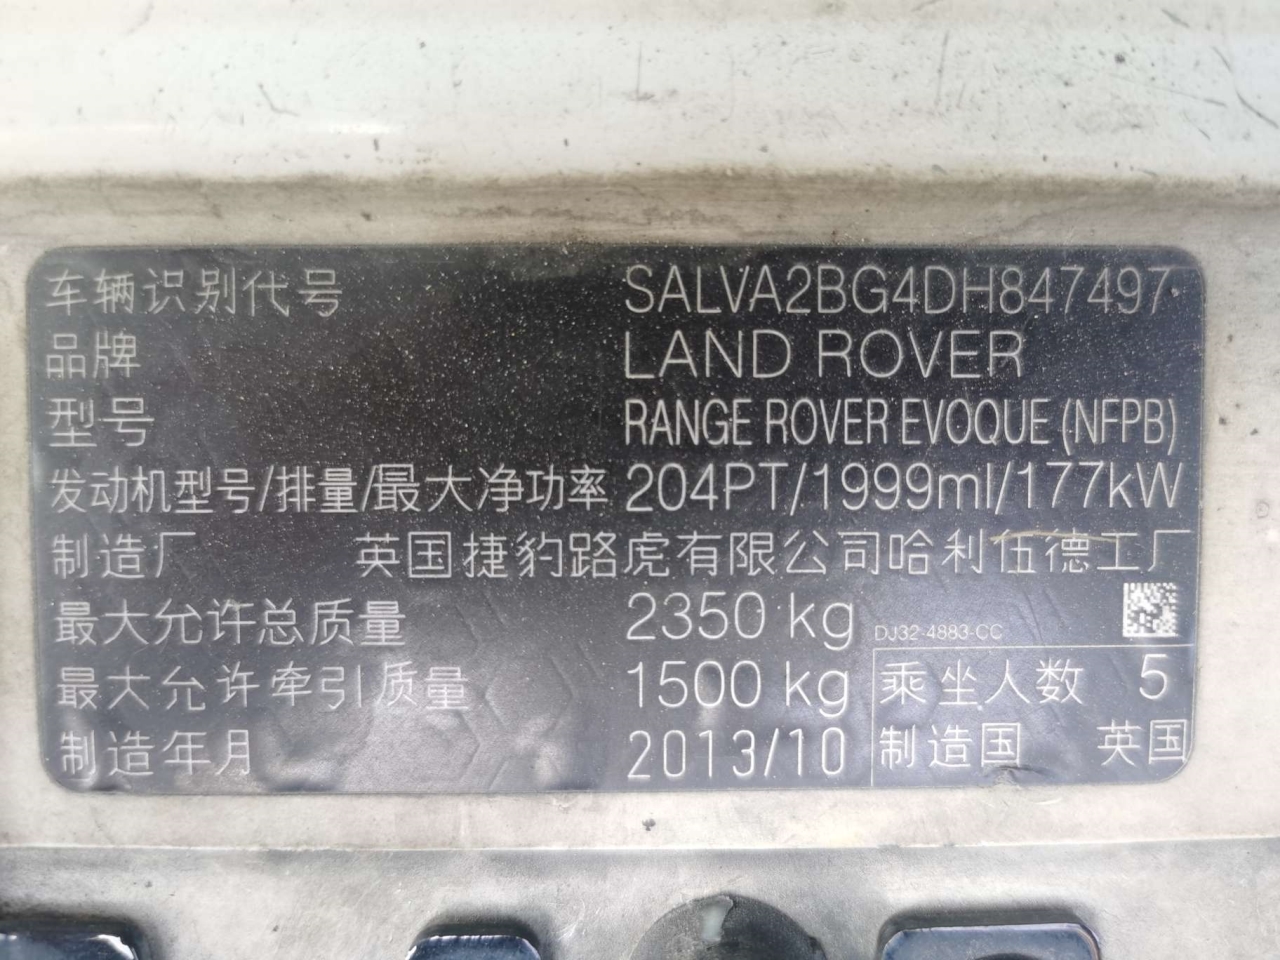 车辆识别代号 SALVA2BG4DH847497
品牌 LAND ROVER
型号 RANGE ROVER EVOQUE (NFPB)
发动机型号/排量/最大净功率 204PT/1999ml/177kW
制造厂 英国捷豹路虎有限公司哈利伍德工厂
最大允许总质量 2350 kg DJ32-4883-CC
最大允许牵引质量 1500 kg 乘坐人数 5
制造年月 2013/10 制造国 英国